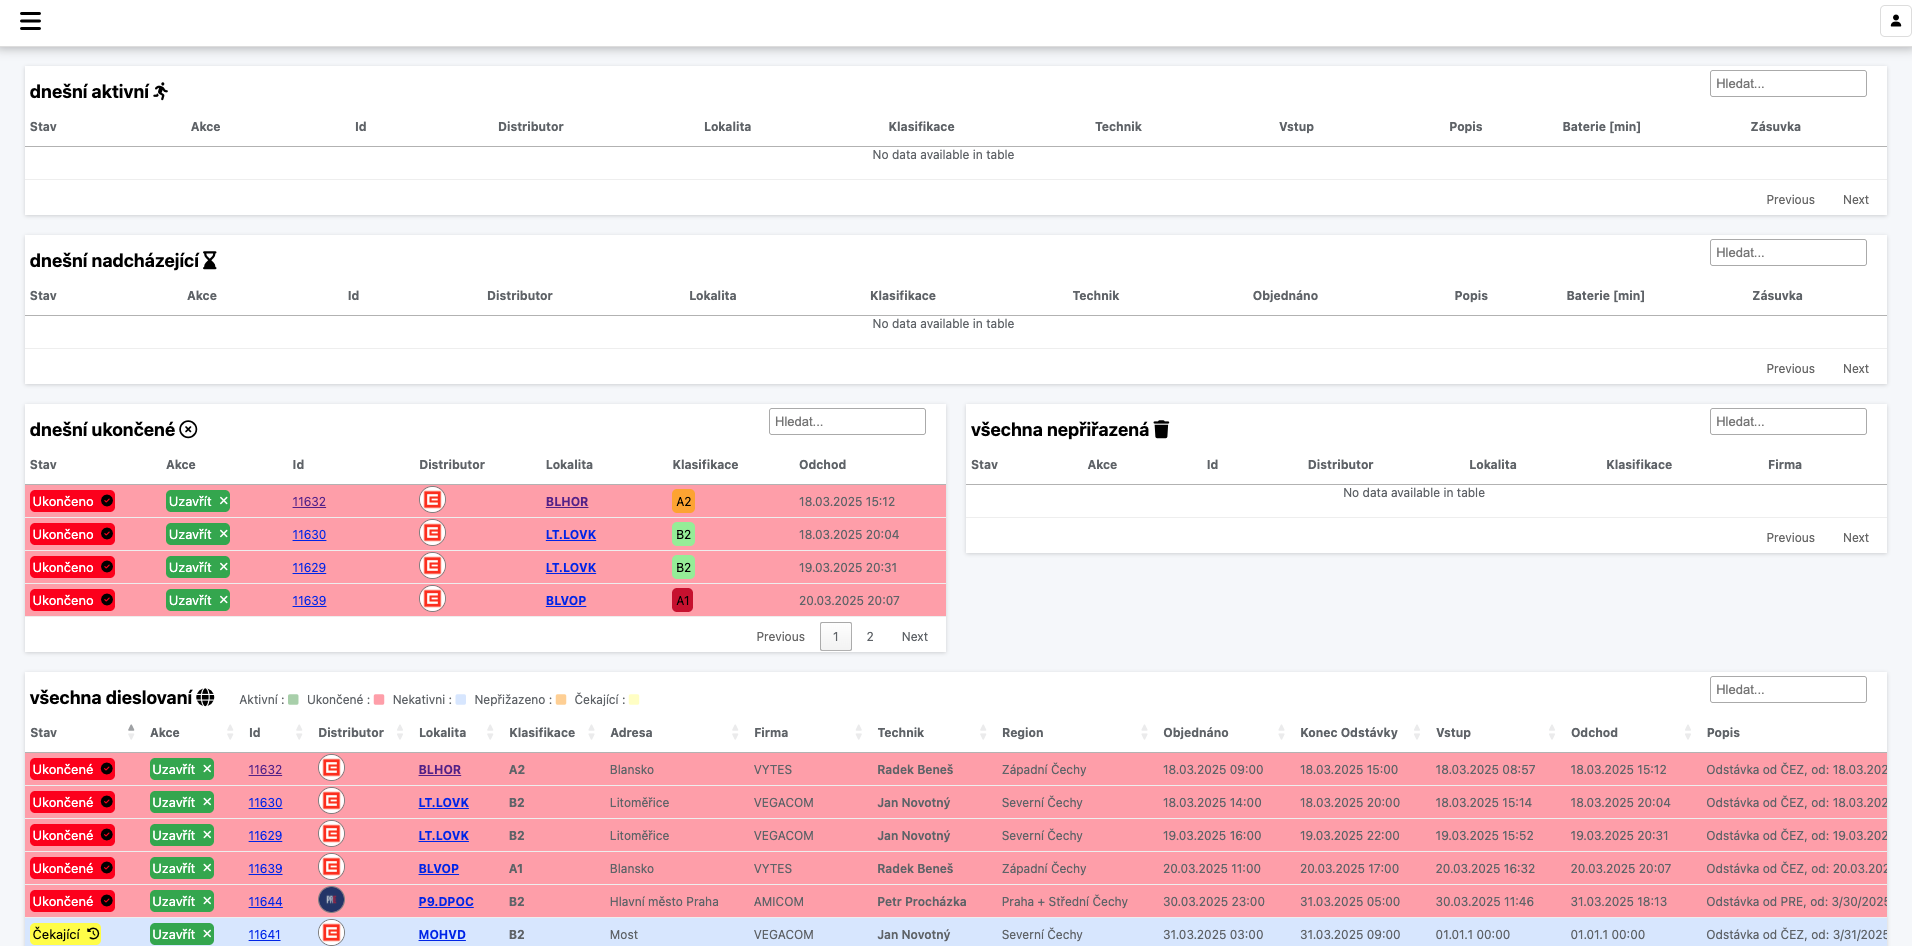 dnešní aktivní
Hledat...
Stav Akce Id Distributor Lokalita Klasifikace Technik Vstup Popis Baterie [min] Zásuvka
No data available in table
Previous Next
dnešní nadcházející
Hledat...
Stav Akce Id Distributor Lokalita Klasifikace Technik Objednáno Popis Baterie [min] Zásuvka
No data available in table
Previous Next
dnešní ukončené
Hledat...
Stav Akce Id Distributor Lokalita Klasifikace Odchod
Ukončeno Uzavřít 11632 BLHOR A2 18.03.2025 15:12
Ukončeno Uzavřít 11630 LT.LOVK B2 18.03.2025 20:04
Ukončeno Uzavřít 11629 LT.LOVK B2 19.03.2025 20:31
Ukončeno Uzavřít 11639 BLVOP A1 20.03.2025 20:07
Previous 1 2 Next
všechna nepřiřazená
Hledat...
Stav Akce Id Distributor Lokalita Klasifikace Firma
No data available in table
Previous Next
všechna dieslovaní Aktivní : Ukončené : Nekativni : Nepřižazeno : Čekající :
Hledat...
Stav Akce Id Distributor Lokalita Klasifikace Adresa Firma Technik Region Objednáno Konec Odstávky Vstup Odchod Popis
Ukončené Uzavřít 11632 BLHOR A2 Blansko VYTES Radek Beneš Západní Čechy 18.03.2025 09:00 18.03.2025 15:00 18.03.2025 08:57 18.03.2025 15:12 Odstávka od ČEZ, od: 18.03.202
Ukončené Uzavřít 11630 LT.LOVK B2 Litoměřice VEGACOM Jan Novotný Severní Čechy 18.03.2025 14:00 18.03.2025 20:00 18.03.2025 15:14 18.03.2025 20:04 Odstávka od ČEZ, od: 18.03.202
Ukončené Uzavřít 11629 LT.LOVK B2 Litoměřice VEGACOM Jan Novotný Severní Čechy 19.03.2025 16:00 19.03.2025 22:00 19.03.2025 15:52 19.03.2025 20:31 Odstávka od ČEZ, od: 19.03.202
Ukončené Uzavřít 11639 BLVOP A1 Blansko VYTES Radek Beneš Západní Čechy 20.03.2025 11:00 20.03.2025 17:00 20.03.2025 16:32 20.03.2025 20:07 Odstávka od ČEZ, od: 20.03.202
Ukončené Uzavřít 11644 PRE P9.DPOC B2 Hlavní město Praha AMICOM Petr Procházka Praha + Střední Čechy 30.03.2025 23:00 31.03.2025 05:00 30.03.2025 11:46 31.03.2025 18:13 Odstávka od PRE, od: 3/30/2025
Čekající Uzavřít 11641 MOHVD B2 Most VEGACOM Jan Novotný Severní Čechy 31.03.2025 03:00 31.03.2025 09:00 01.01.1 00:00 01.01.1 00:00 Odstávka od ČEZ, od: 3/31/2025